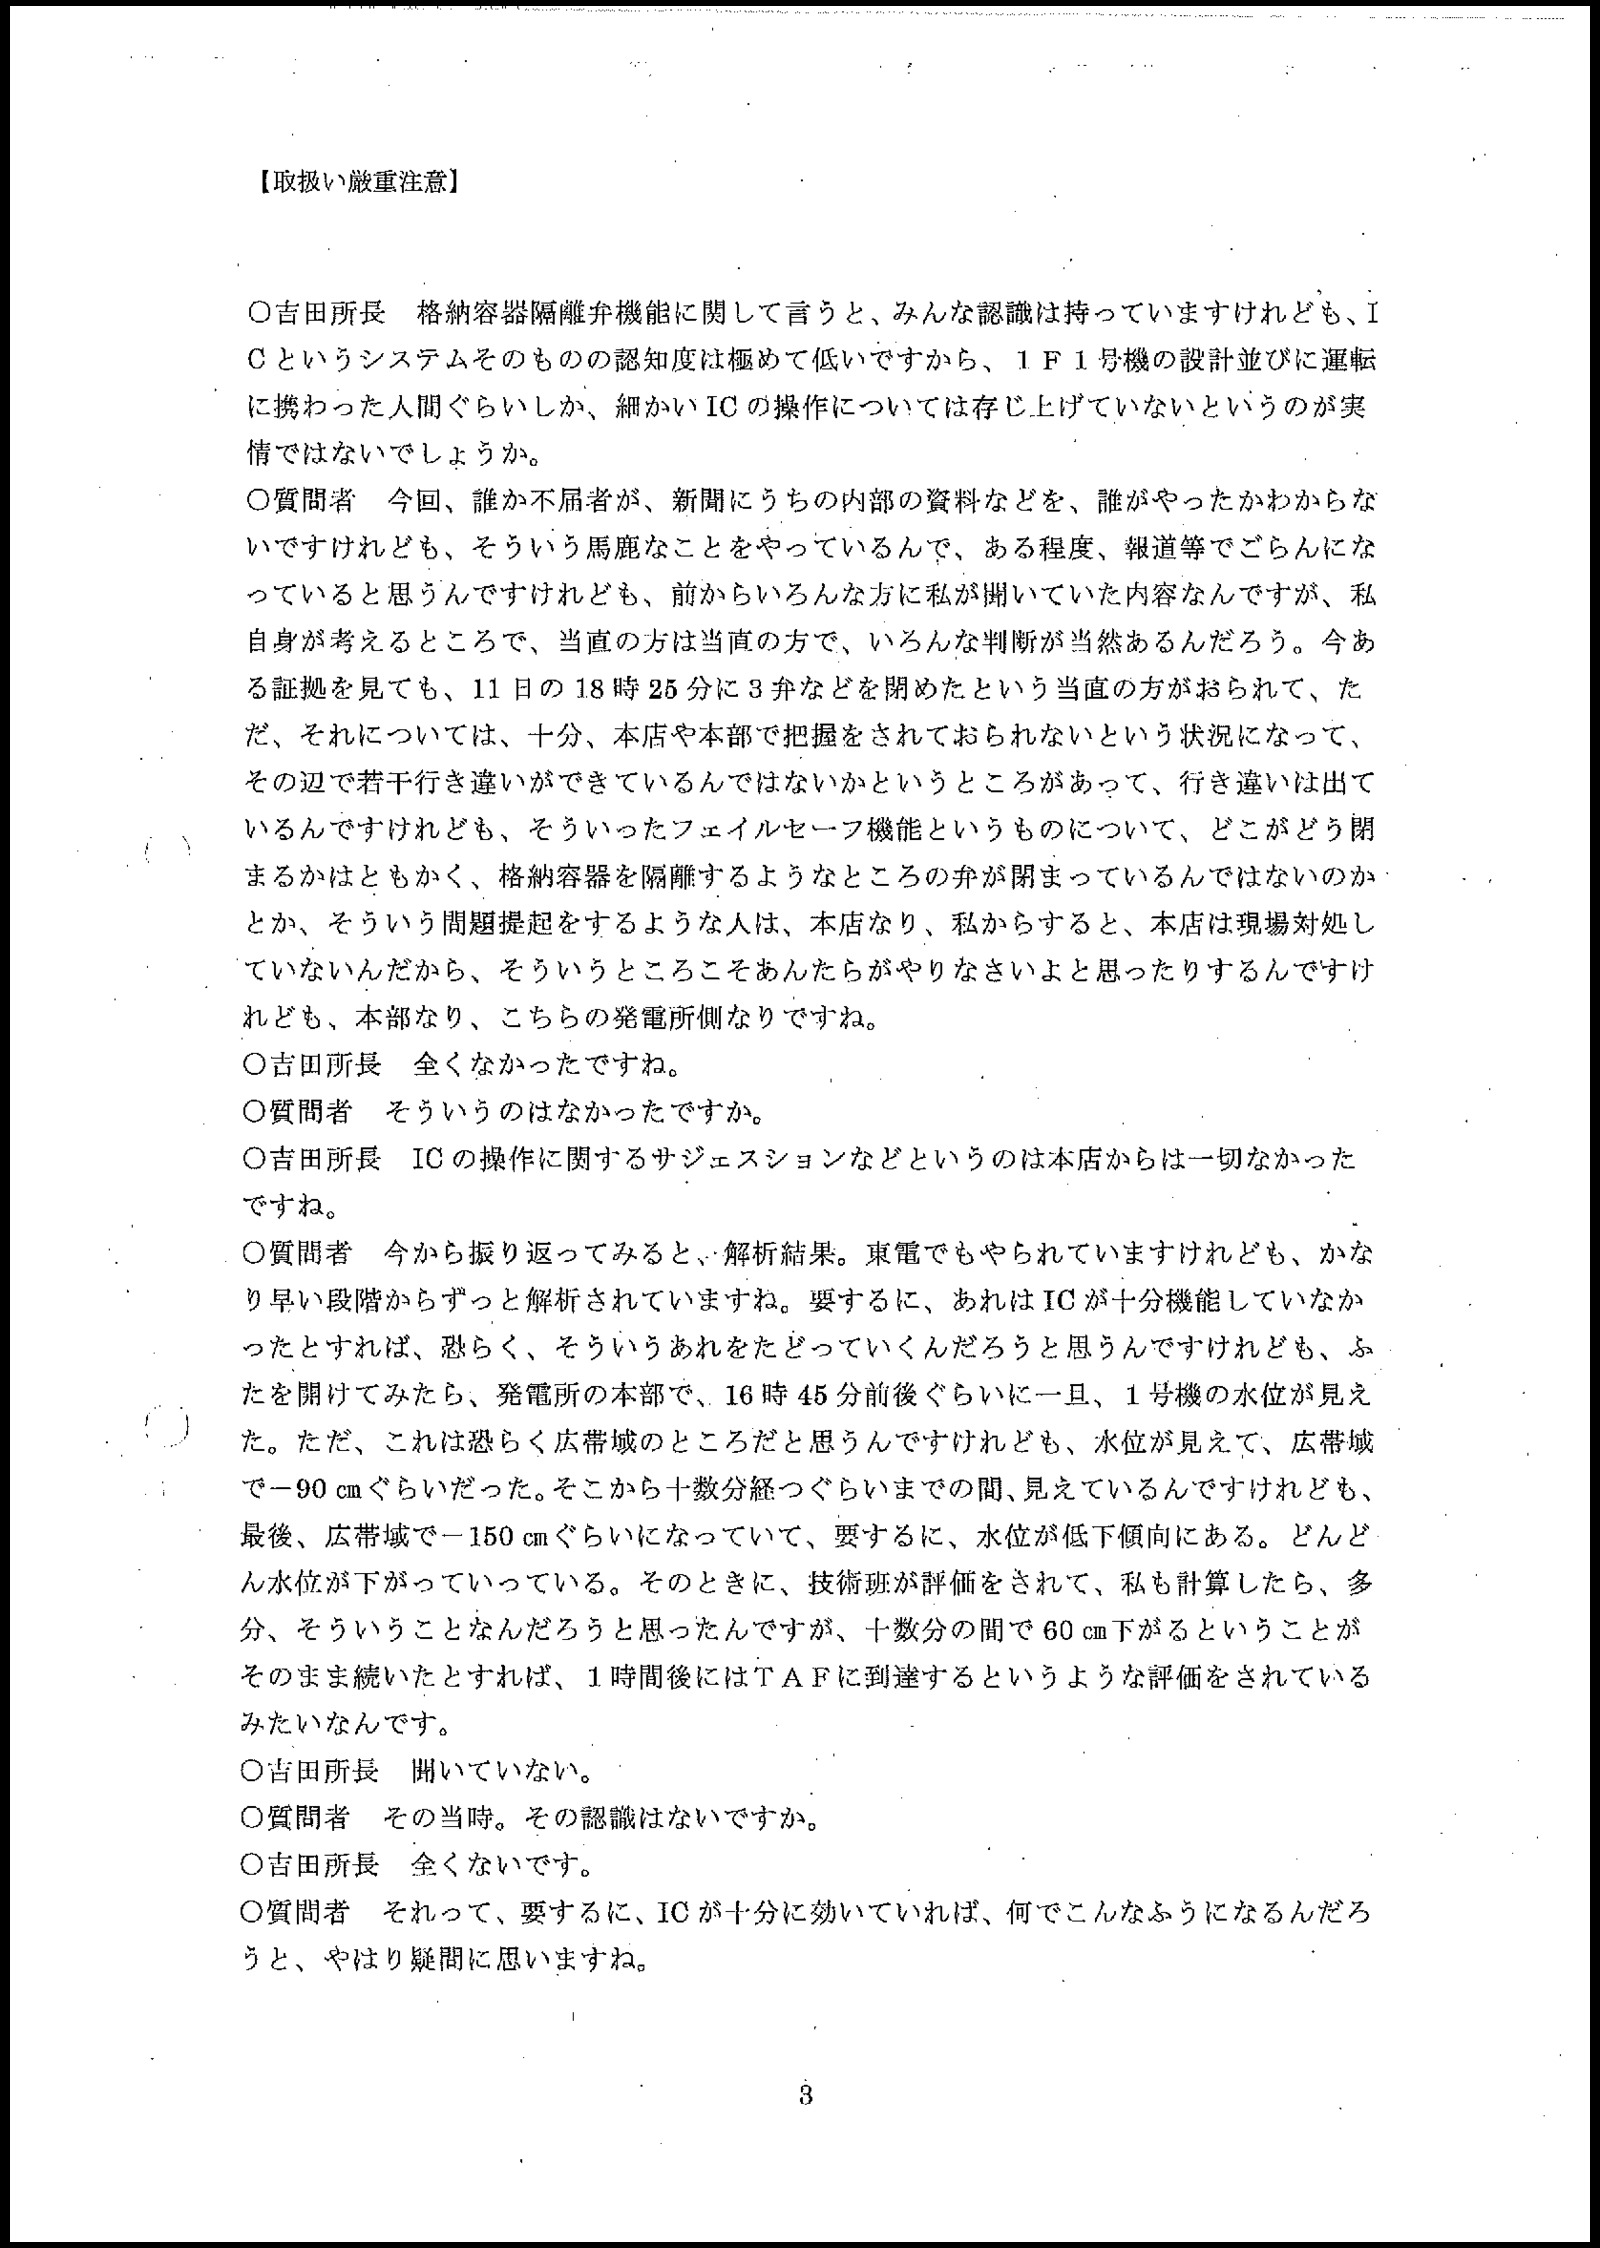 【取扱い厳重注意】
〇吉田所長　格納容器隔離弁機能に関して言うと、みんな認識は持っていますけれども、I
Cというシステムそのものの認知度は極めて低いですから、１Ｆ１号機の設計並びに運転
に携わった人間ぐらいしか、細かいICの操作については存じ上げていないというのが実
情ではないでしょうか。
〇質問者　今回、誰か不届者が、新聞にうちの内部の資料などを、誰がやったかわからな
いですけれども、そういう馬鹿なことをやっているんで、ある程度、報道等でごらんにな
っていると思うんですけれども、前からいろんな方に私が聞いていた内容なんですが、私
自身が考えるところで、当直の方は当直の方で、いろんな判断が当然あるんだろう。今あ
る証拠を見ても、11日の18時25分に3弁などを閉めたという当直の方がおられて、た
だ、それについては、十分、本店や本部で把握をされておられないという状況になって、
その辺で若干行き違いができているんではないかというところがあって、行き違いは出て
いるんですけれども、そういったフェイルセーフ機能というものについて、どこがどう閉
まるかはともかく、格納容器を隔離するようなところの弁が閉まっているんではないのか
とか、そういう問題提起をするような人は、本店なり、私からすると、本店は現場対処し
ていないんだから、そういうところこそあんたらがやりなさいよと思ったりするんですけ
れども、本部なり、こちらの発電所側なりですね。
〇吉田所長　全くなかったですね。
〇質問者　そういうのはなかったですか。
〇吉田所長　ICの操作に関するサジェスションなどというのは本店からは一切なかった
ですね。
〇質問者　今から振り返ってみると、解析結果。東電でもやられていますけれども、かな
り早い段階からずっと解析されていますね。要するに、あれはICが十分機能していなか
ったとすれば、恐らく、そういうあれをたどっていくんだろうと思うんですけれども、ふ
たを開けてみたら、発電所の本部で、16時45分前後ぐらいに一旦、１号機の水位が見え
た。ただ、これは恐らく広帯域のところだと思うんですけれども、水位が見えて、広帯域
で－90㎝ぐらいだった。そこから十数分経つぐらいまでの間、見えているんですけれども、
最後、広帯域で－150㎝ぐらいになっていて、要するに、水位が低下傾向にある。どんど
ん水位が下がっていっている。そのときに、技術班が評価をされて、私も計算したら、多
分、そういうことなんだろうと思ったんですが、十数分の間で60㎝下がるということが
そのまま続いたとすれば、１時間後にはＴＡＦに到達するというような評価をされている
みたいなんです。
〇吉田所長　聞いていない。
〇質問者　その当時。その認識はないですか。
〇吉田所長　全くないです。
〇質問者　それって、要するに、ICが十分に効いていれば、何でこんなふうになるんだろ
うと、やはり疑問に思いますね。
3